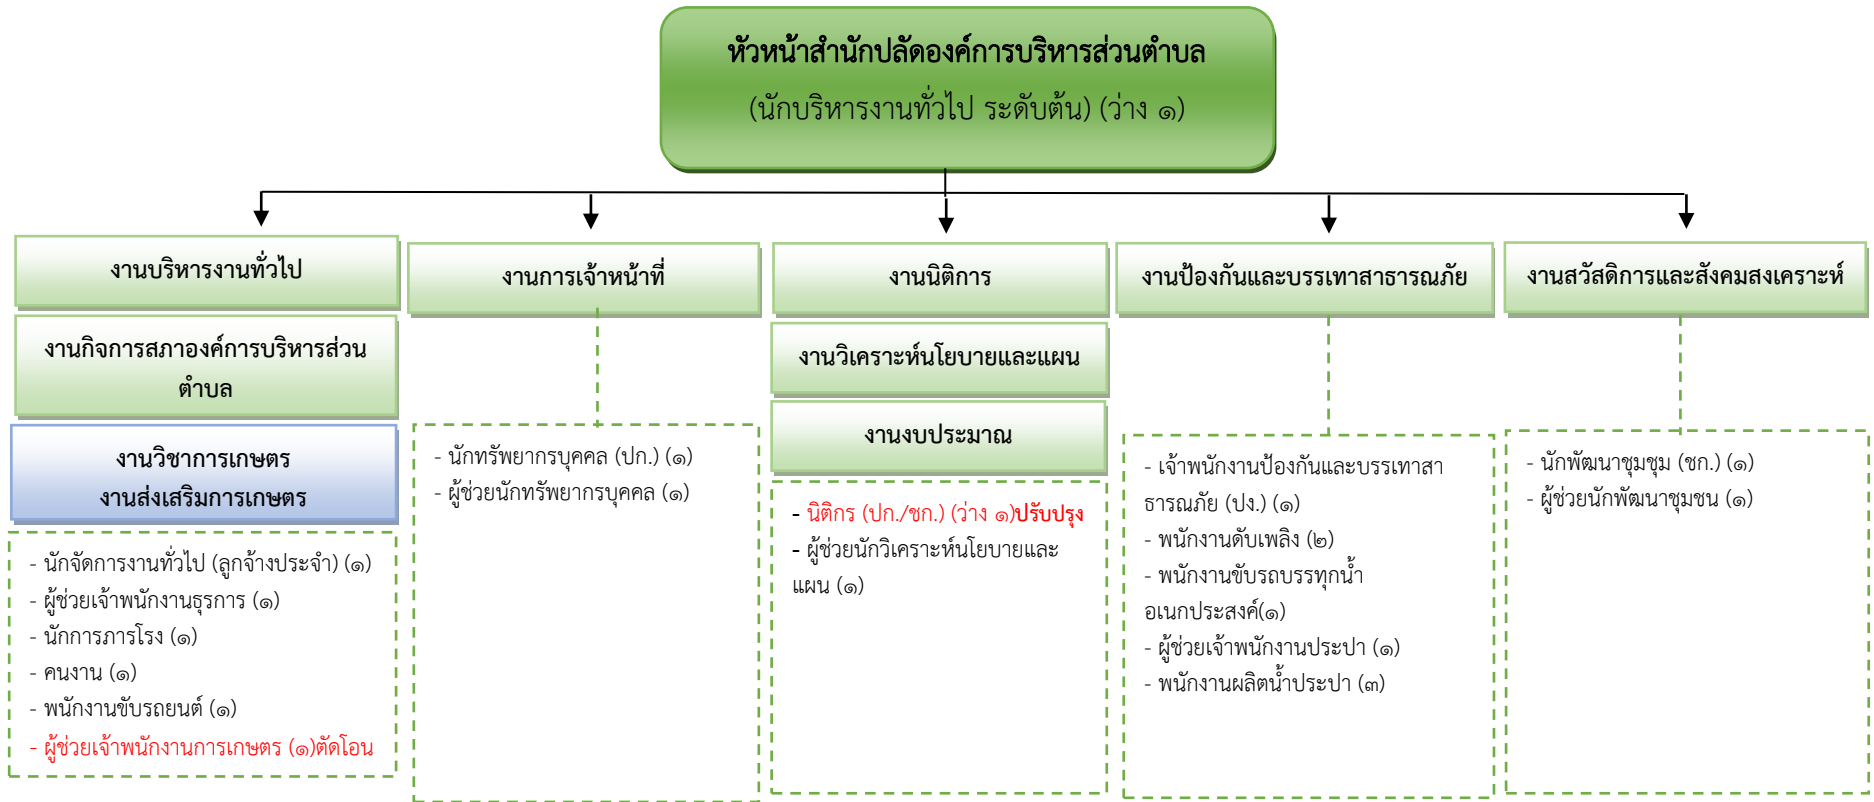 หัวหน้าสำนักปลัดองค์การบริหารส่วนตำบล
(นักบริหารงานทั่วไป ระดับต้น) (ว่าง ๑)
งานบริหารงานทั่วไป
งานกิจการสภาองค์การบริหารส่วน
ตำบล
งานวิชาการเกษตร
งานส่งเสริมการเกษตร
- นักจัดการงานทั่วไป (ลูกจ้างประจำ) (๑)
- ผู้ช่วยเจ้าพนักงานธุรการ (๑)
- นักการภารโรง (๑)
- คนงาน (๑)
- พนักงานขับรถยนต์ (๑)
- ผู้ช่วยเจ้าพนักงานการเกษตร (๑)ตัดโอน
งานการเจ้าหน้าที่
- นักทรัพยากรบุคคล (ปก.) (๑)
- ผู้ช่วยนักทรัพยากรบุคคล (๑)
งานนิติการ
งานวิเคราะห์นโยบายและแผน
งานงบประมาณ
- นิติกร (ปก./ชก.) (ว่าง ๑)ปรับปรุง
- ผู้ช่วยนักวิเคราะห์นโยบายและ
แผน (๑)
งานป้องกันและบรรเทาสาธารณภัย
- เจ้าพนักงานป้องกันและบรรเทาสา
ธารณภัย (ปง.) (๑)
- พนักงานดับเพลิง (๒)
- พนักงานขับรถบรรทุกน้ำ
อเนกประสงค์(๑)
- ผู้ช่วยเจ้าพนักงานประปา (๑)
- พนักงานผลิตน้ำประปา (๓)
งานสวัสดิการและสังคมสงเคราะห์
- นักพัฒนาชุมชุม (ชก.) (๑)
- ผู้ช่วยนักพัฒนาชุมชน (๑)